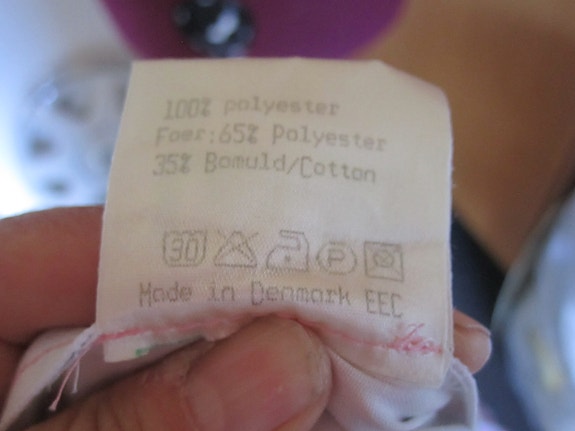 100% polyester
Foer:65% Polyester
35% Bomuld/Cotton
30 P
Made in Denmark EEC